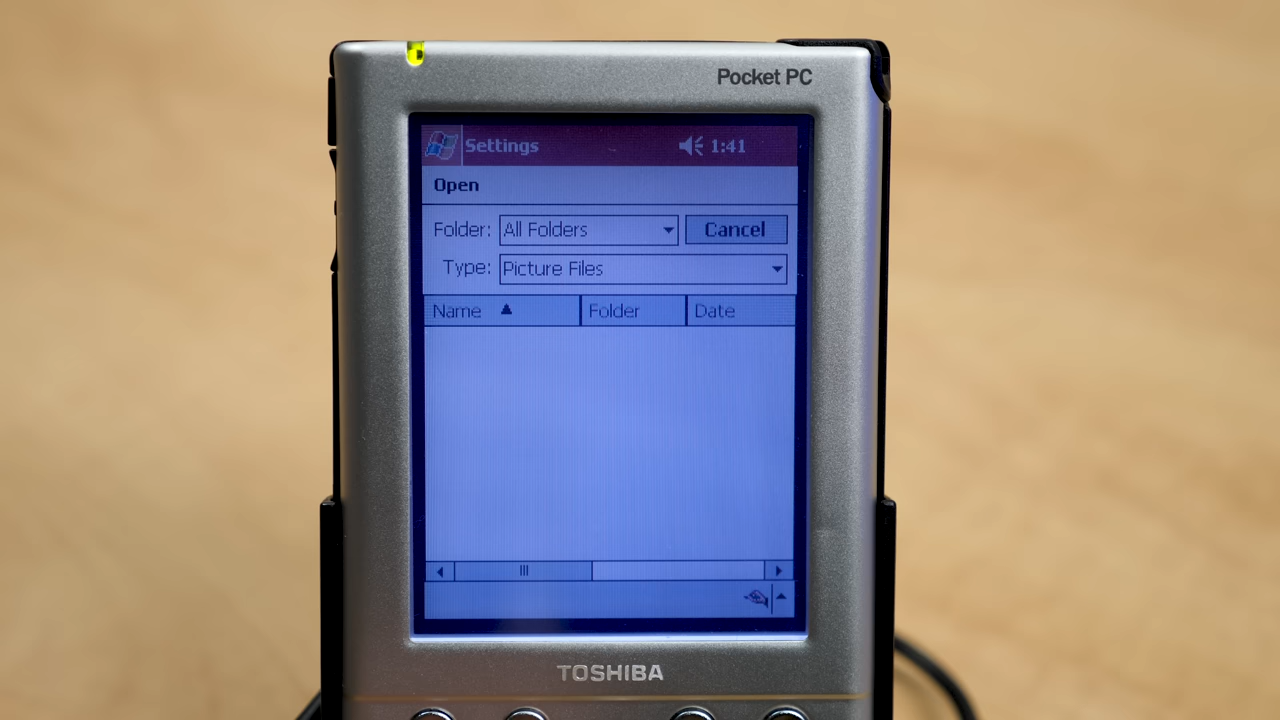 Pocket PC
Settings 1:41
Open
Folder: All Folders Cancel
Type: Picture Files
Name Folder Date
TOSHIBA